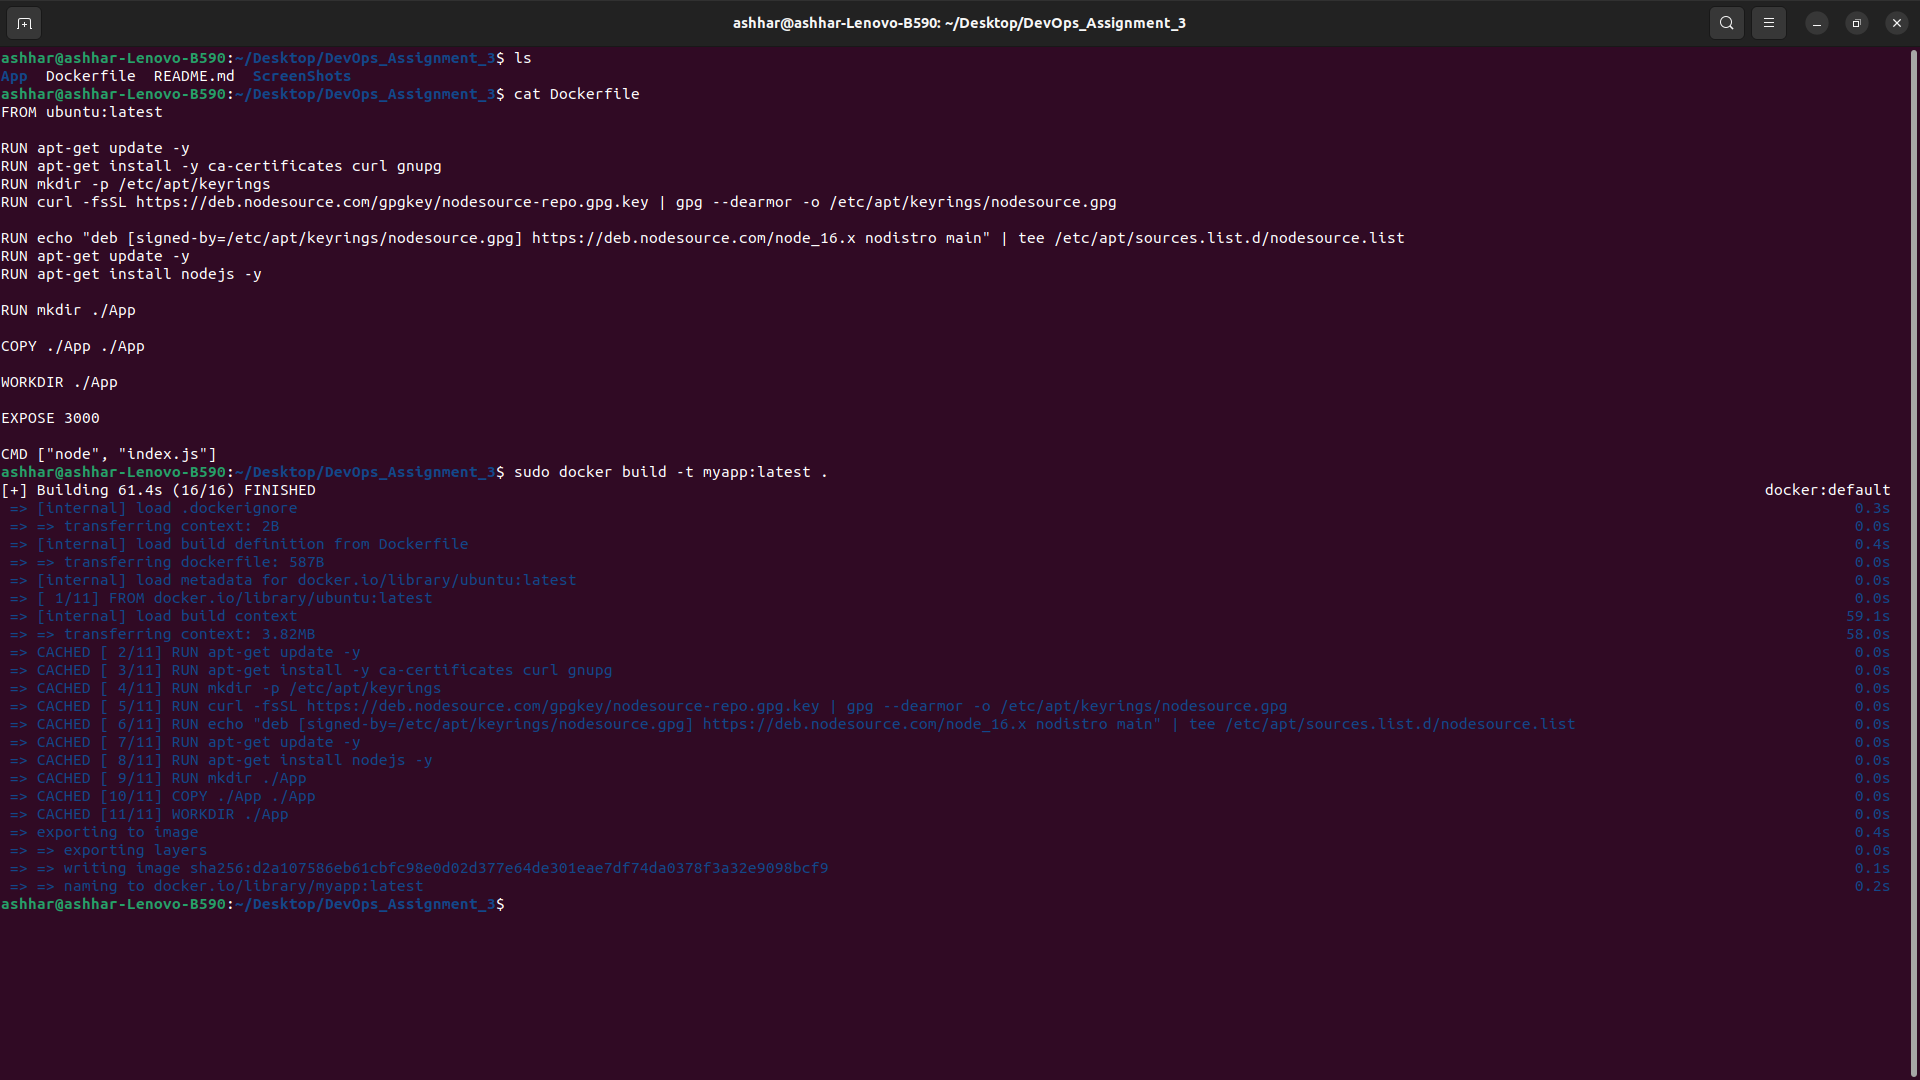 ashhar@ashhar-Lenovo-B590: ~/Desktop/DevOps_Assignment_3
ashhar@ashhar-Lenovo-B590:~/Desktop/DevOps_Assignment_3$ ls
App  Dockerfile  README.md  ScreenShots
ashhar@ashhar-Lenovo-B590:~/Desktop/DevOps_Assignment_3$ cat Dockerfile
FROM ubuntu:latest
RUN apt-get update -y
RUN apt-get install -y ca-certificates curl gnupg
RUN mkdir -p /etc/apt/keyrings
RUN curl -fsSL https://deb.nodesource.com/gpgkey/nodesource-repo.gpg.key | gpg --dearmor -o /etc/apt/keyrings/nodesource.gpg
RUN echo "deb [signed-by=/etc/apt/keyrings/nodesource.gpg] https://deb.nodesource.com/node_16.x nodistro main" | tee /etc/apt/sources.list.d/nodesource.list
RUN apt-get update -y
RUN apt-get install nodejs -y
RUN mkdir ./App
COPY ./App ./App
WORKDIR ./App
EXPOSE 3000
CMD ["node", "index.js"]
ashhar@ashhar-Lenovo-B590:~/Desktop/DevOps_Assignment_3$ sudo docker build -t myapp:latest .
[+] Building 61.4s (16/16) FINISHED docker:default
=> [internal] load .dockerignore 0.3s
=> => transferring context: 2B 0.0s
=> [internal] load build definition from Dockerfile 0.4s
=> => transferring dockerfile: 587B 0.0s
=> [internal] load metadata for docker.io/library/ubuntu:latest 0.0s
=> [ 1/11] FROM docker.io/library/ubuntu:latest 0.0s
=> [internal] load build context 59.1s
=> => transferring context: 3.82MB 58.0s
=> CACHED [ 2/11] RUN apt-get update -y 0.0s
=> CACHED [ 3/11] RUN apt-get install -y ca-certificates curl gnupg 0.0s
=> CACHED [ 4/11] RUN mkdir -p /etc/apt/keyrings 0.0s
=> CACHED [ 5/11] RUN curl -fsSL https://deb.nodesource.com/gpgkey/nodesource-repo.gpg.key | gpg --dearmor -o /etc/apt/keyrings/nodesource.gpg 0.0s
=> CACHED [ 6/11] RUN echo "deb [signed-by=/etc/apt/keyrings/nodesource.gpg] https://deb.nodesource.com/node_16.x nodistro main" | tee /etc/apt/sources.list.d/nodesource.list 0.0s
=> CACHED [ 7/11] RUN apt-get update -y 0.0s
=> CACHED [ 8/11] RUN apt-get install nodejs -y 0.0s
=> CACHED [ 9/11] RUN mkdir ./App 0.0s
=> CACHED [10/11] COPY ./App ./App 0.0s
=> CACHED [11/11] WORKDIR ./App 0.0s
=> exporting to image 0.4s
=> => exporting layers 0.0s
=> => writing image sha256:d2a107586eb61cbfc98e0d02d377e64de301eae7df74da0378f3a32e9098bcf9 0.1s
=> => naming to docker.io/library/myapp:latest 0.2s
ashhar@ashhar-Lenovo-B590:~/Desktop/DevOps_Assignment_3$